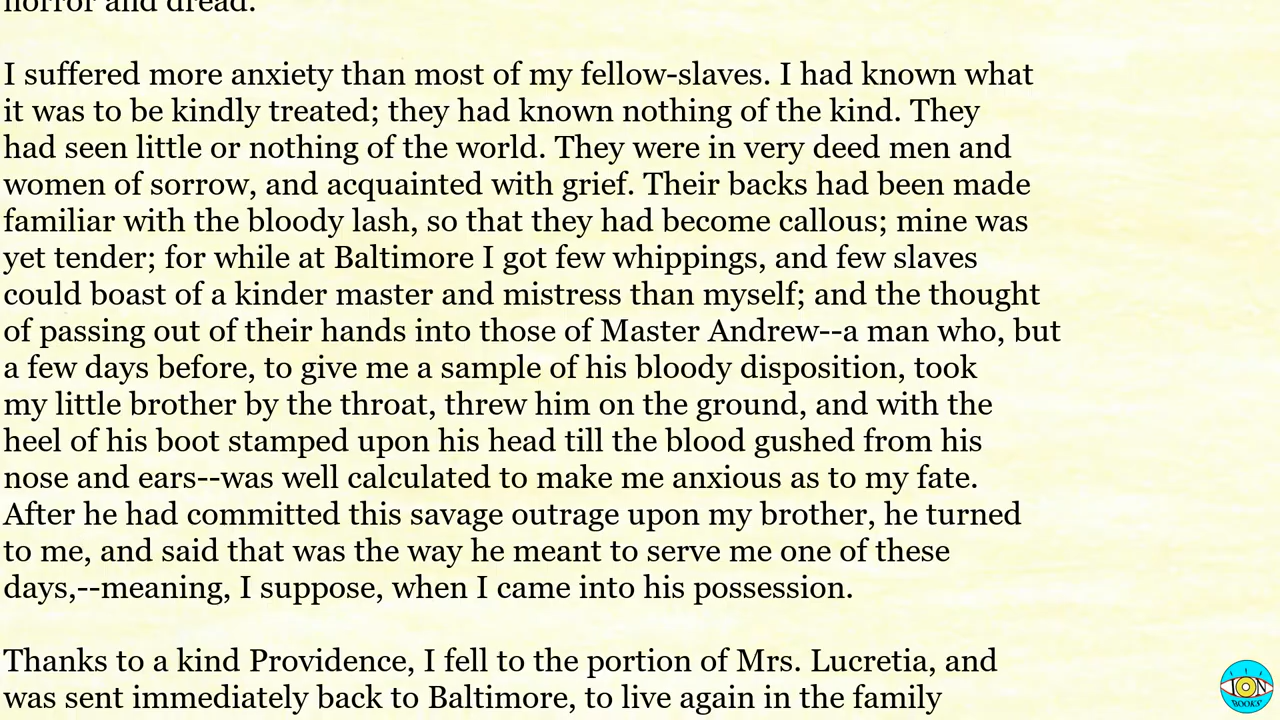 horror and dread.
I suffered more anxiety than most of my fellow-slaves. I had known what
it was to be kindly treated; they had known nothing of the kind. They
had seen little or nothing of the world. They were in very deed men and
women of sorrow, and acquainted with grief. Their backs had been made
familiar with the bloody lash, so that they had become callous; mine was
yet tender; for while at Baltimore I got few whippings, and few slaves
could boast of a kinder master and mistress than myself; and the thought
of passing out of their hands into those of Master Andrew--a man who, but
a few days before, to give me a sample of his bloody disposition, took
my little brother by the throat, threw him on the ground, and with the
heel of his boot stamped upon his head till the blood gushed from his
nose and ears--was well calculated to make me anxious as to my fate.
After he had committed this savage outrage upon my brother, he turned
to me, and said that was the way he meant to serve me one of these
days,--meaning, I suppose, when I came into his possession.
Thanks to a kind Providence, I fell to the portion of Mrs. Lucretia, and
was sent immediately back to Baltimore, to live again in the family
ION
BOOKS